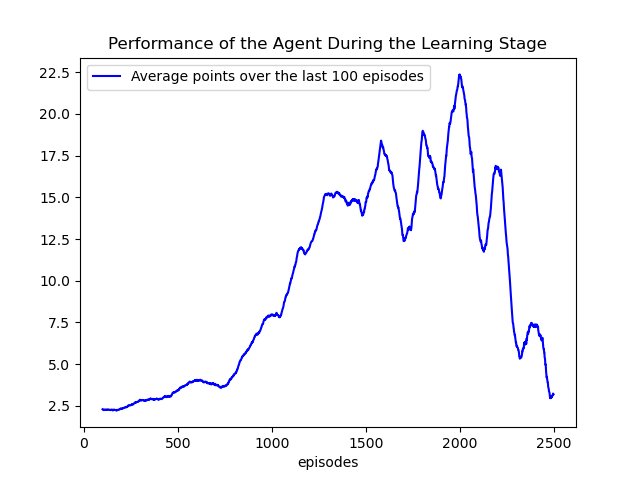 Performance of the Agent During the Learning Stage
Average points over the last 100 episodes
22.5
20.0
17.5
15.0
12.5
10.0
7.5
5.0
2.5
0 500 1000 1500 2000 2500
episodes